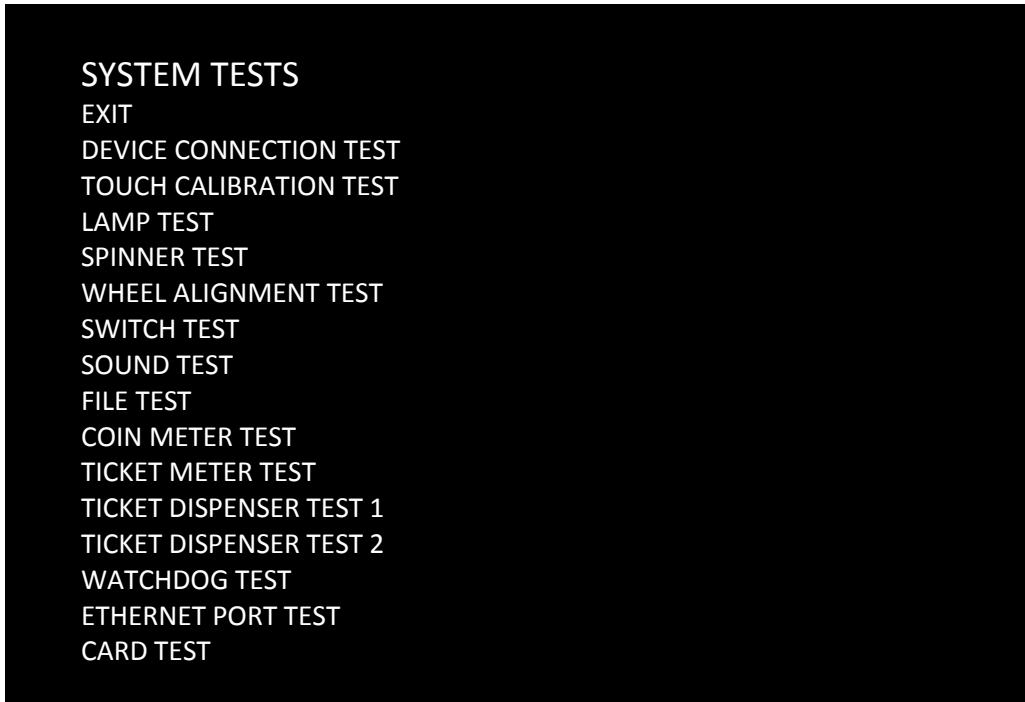 SYSTEM TESTS
EXIT
DEVICE CONNECTION TEST
TOUCH CALIBRATION TEST
LAMP TEST
SPINNER TEST
WHEEL ALIGNMENT TEST
SWITCH TEST
SOUND TEST
FILE TEST
COIN METER TEST
TICKET METER TEST
TICKET DISPENSER TEST 1
TICKET DISPENSER TEST 2
WATCHDOG TEST
ETHERNET PORT TEST
CARD TEST